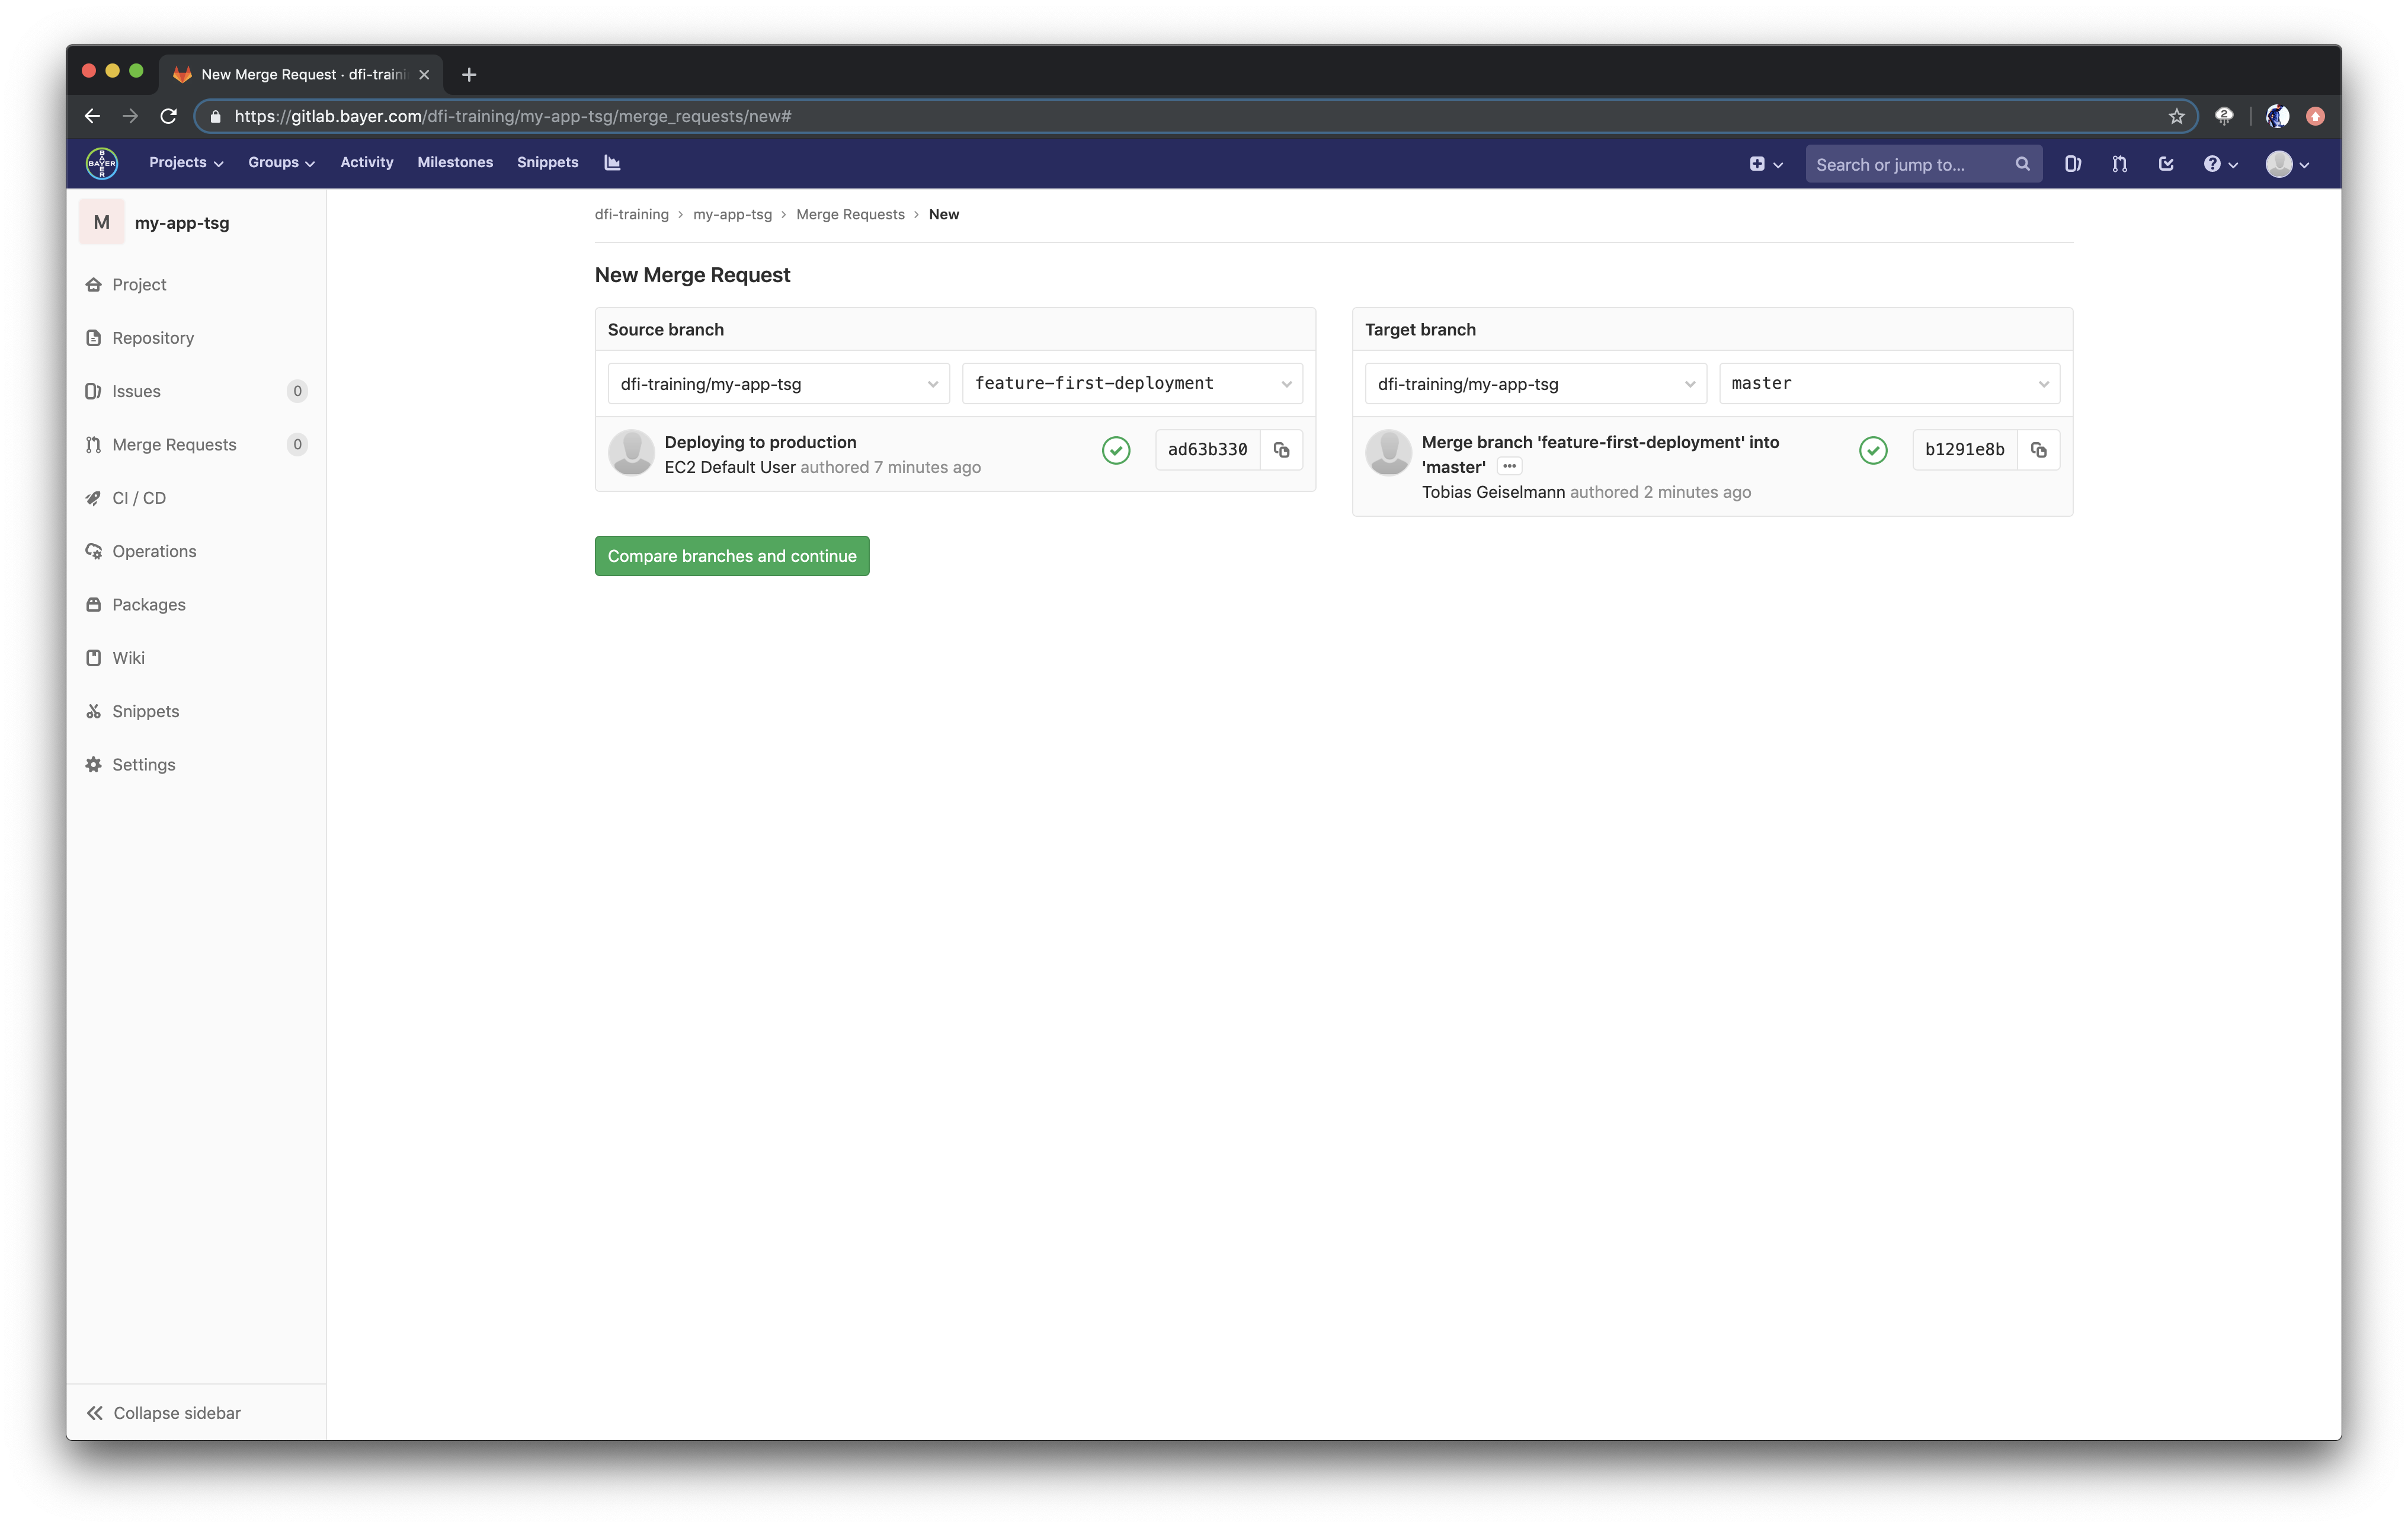 New Merge Request · dfi-traini
https://gitlab.bayer.com/dfi-training/my-app-tsg/merge_requests/new#
2
BAYER
BAYER
Projects
Groups
Activity
Milestones
Snippets
Search or jump to...
M
my-app-tsg
Project
Repository
Issues
0
Merge Requests
0
CI / CD
Operations
Packages
Wiki
Snippets
Settings
Collapse sidebar
dfi-training › my-app-tsg › Merge Requests › New
New Merge Request
Source branch
dfi-training/my-app-tsg
feature-first-deployment
Deploying to production
EC2 Default User authored 7 minutes ago
ad63b330
Target branch
dfi-training/my-app-tsg
master
Merge branch 'feature-first-deployment' into
'master' •••
Tobias Geiselmann authored 2 minutes ago
b1291e8b
Compare branches and continue